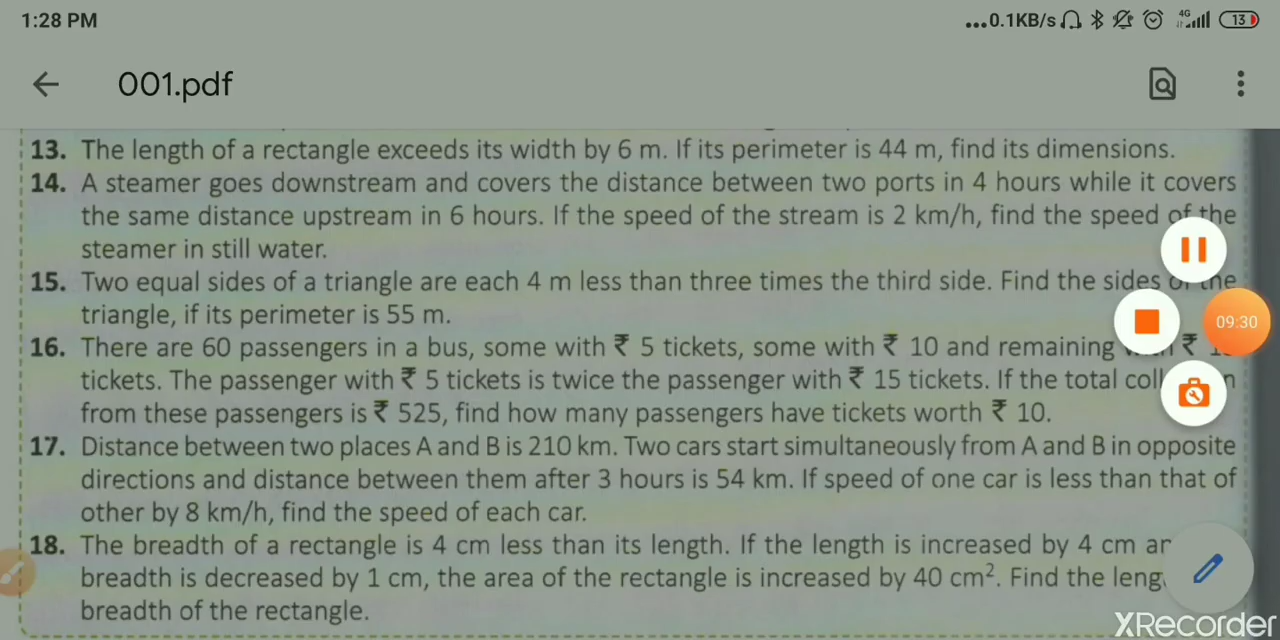 1:28 PM
...0.1KB/s 4G 13
001.pdf
13. The length of a rectangle exceeds its width by 6 m. If its perimeter is 44 m, find its dimensions.
14. A steamer goes downstream and covers the distance between two ports in 4 hours while it covers
the same distance upstream in 6 hours. If the speed of the stream is 2 km/h, find the speed of the
steamer in still water.
15. Two equal sides of a triangle are each 4 m less than three times the third side. Find the sides of the
triangle, if its perimeter is 55 m.
09:30
16. There are 60 passengers in a bus, some with ₹ 5 tickets, some with ₹ 10 and remaining ₹
tickets. The passenger with ₹ 5 tickets is twice the passenger with ₹ 15 tickets. If the total
from these passengers is ₹ 525, find how many passengers have tickets worth ₹ 10.
17. Distance between two places A and B is 210 km. Two cars start simultaneously from A and B in opposite
directions and distance between them after 3 hours is 54 km. If speed of one car is less than that of
other by 8 km/h, find the speed of each car.
18. The breadth of a rectangle is 4 cm less than its length. If the length is increased by 4 cm
breadth is decreased by 1 cm, the area of the rectangle is increased by 40 cm². Find the
breadth of the rectangle.
XRecorder